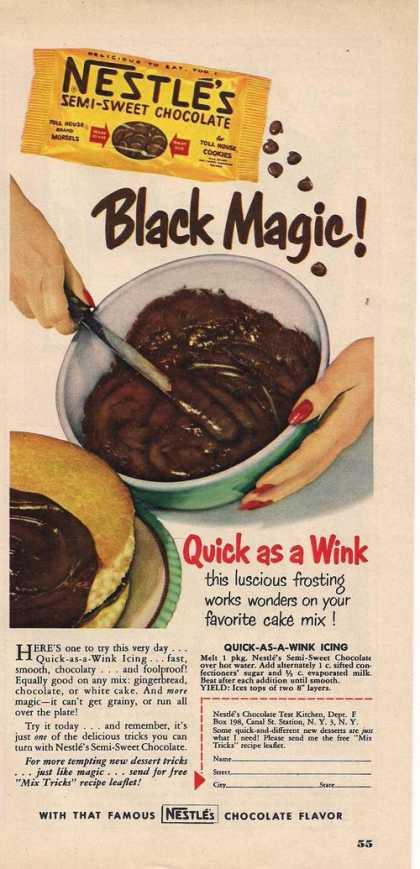 DELICIOUS TO EAT, TOO!
NESTLÉ'S
SEMI-SWEET CHOCOLATE
TOLL HOUSE
BRAND
MORSELS
for
TOLL HOUSE
COOKIES
Black Magic!
Quick as a Wink
this luscious frosting
works wonders on your
favorite cake mix!
HERE'S one to try this very day . . .
Quick-as-a-Wink Icing . . . fast,
smooth, chocolaty . . . and foolproof!
Equally good on any mix: gingerbread,
chocolate, or white cake. And more
magic—it can't get grainy, or run all
over the plate!
Try it today . . . and remember, it's
just one of the delicious tricks you can
turn with Nestlé's Semi-Sweet Chocolate.
For more tempting new dessert tricks
. . . just like magic . . . send for free
"Mix Tricks" recipe leaflet!
QUICK-AS-A-WINK ICING
Melt 1 pkg. Nestlé's Semi-Sweet Chocolate
over hot water. Add alternately 1 c. sifted con-
fectioners' sugar and ½ c. evaporated milk.
Beat after each addition until smooth.
YIELD: Ices tops of two 8" layers.
Nestlé's Chocolate Test Kitchen, Dept. F
Box 198, Canal St. Station, N. Y. 3, N. Y.
Some quick-and-different new desserts are just
what I need! Please send me the free "Mix
Tricks" recipe leaflet.
Name
Street
City State
WITH THAT FAMOUS NESTLÉ'S CHOCOLATE FLAVOR
55